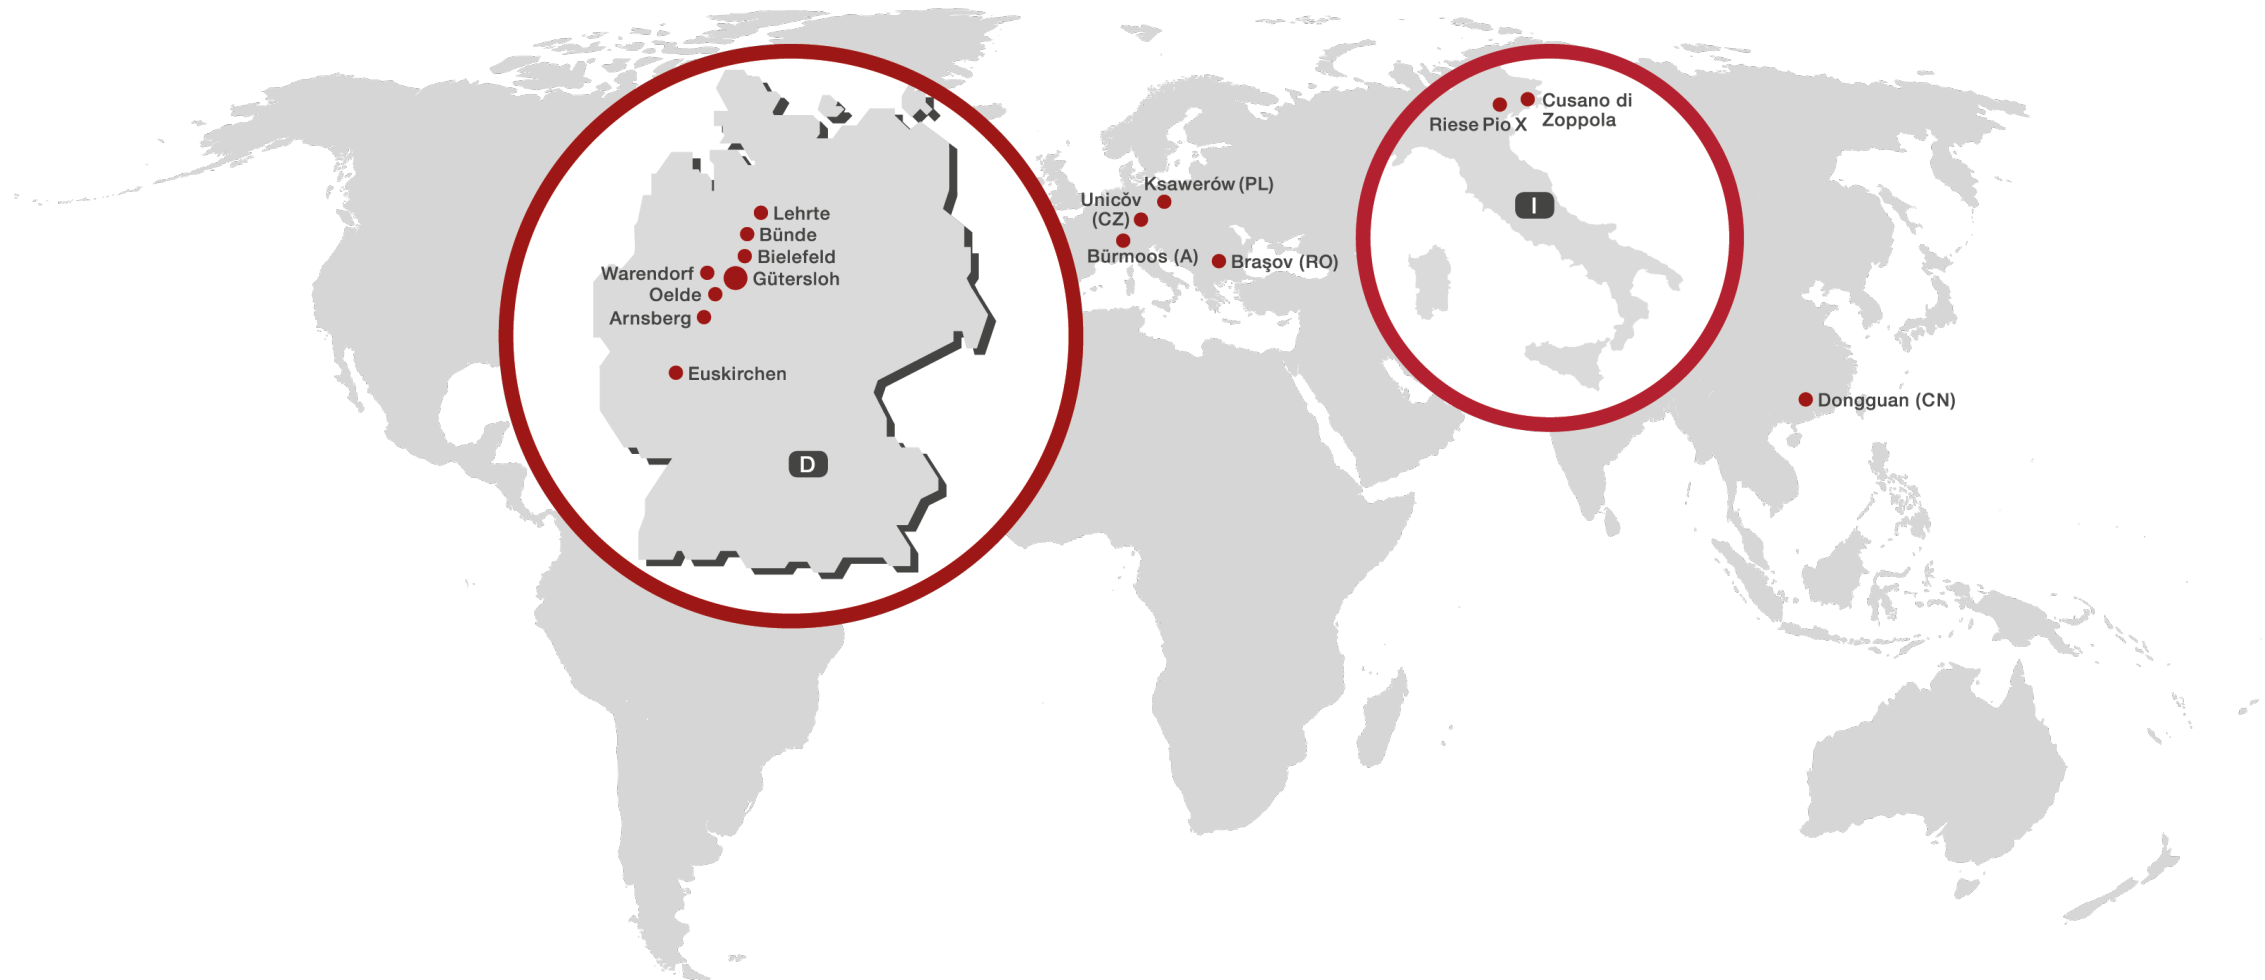 Lehrte
Bünde
Bielefeld
Warendorf
Gütersloh
Oelde
Arnsberg
Euskirchen
D
Ksawerów (PL)
Unicŏv
(CZ)
Bürmoos (A)
Braşov (RO)
Cusano di
Zoppola
Riese Pio X
I
Dongguan (CN)